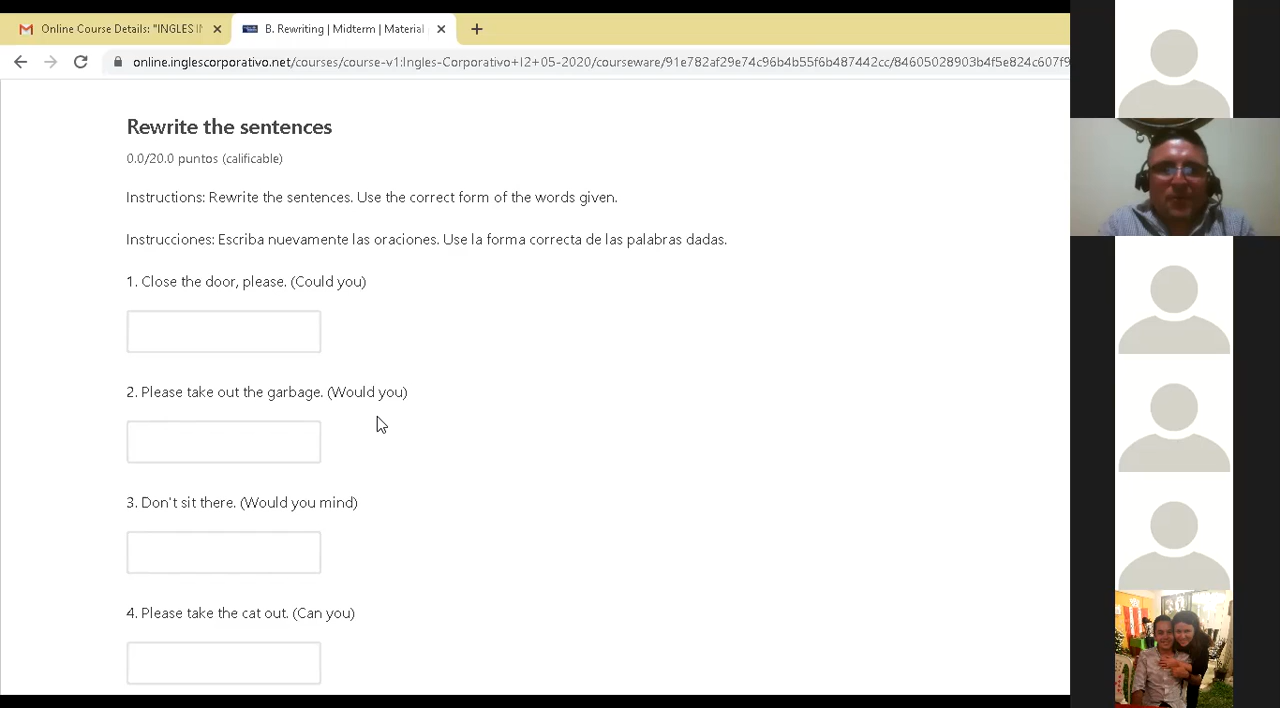 Online Course Details: "INGLES IN
B. Rewriting | Midterm | Material
online.inglescorporativo.net/courses/course-v1:Ingles-Corporativo+I2+05-2020/courseware/91e782af29e74c96b4b55f6b487442cc/84605028903b4f5e824c607f9
Rewrite the sentences
0.0/20.0 puntos (calificable)
Instructions: Rewrite the sentences. Use the correct form of the words given.
Instrucciones: Escriba nuevamente las oraciones. Use la forma correcta de las palabras dadas.
1. Close the door, please. (Could you)
2. Please take out the garbage. (Would you)
3. Don't sit there. (Would you mind)
4. Please take the cat out. (Can you)